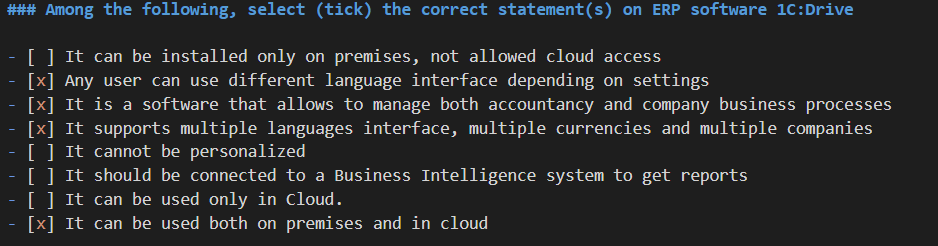 ### Among the following, select (tick) the correct statement(s) on ERP software 1C:Drive
- [ ] It can be installed only on premises, not allowed cloud access
- [x] Any user can use different language interface depending on settings
- [x] It is a software that allows to manage both accountancy and company business processes
- [x] It supports multiple languages interface, multiple currencies and multiple companies
- [ ] It cannot be personalized
- [ ] It should be connected to a Business Intelligence system to get reports
- [ ] It can be used only in Cloud.
- [x] It can be used both on premises and in cloud